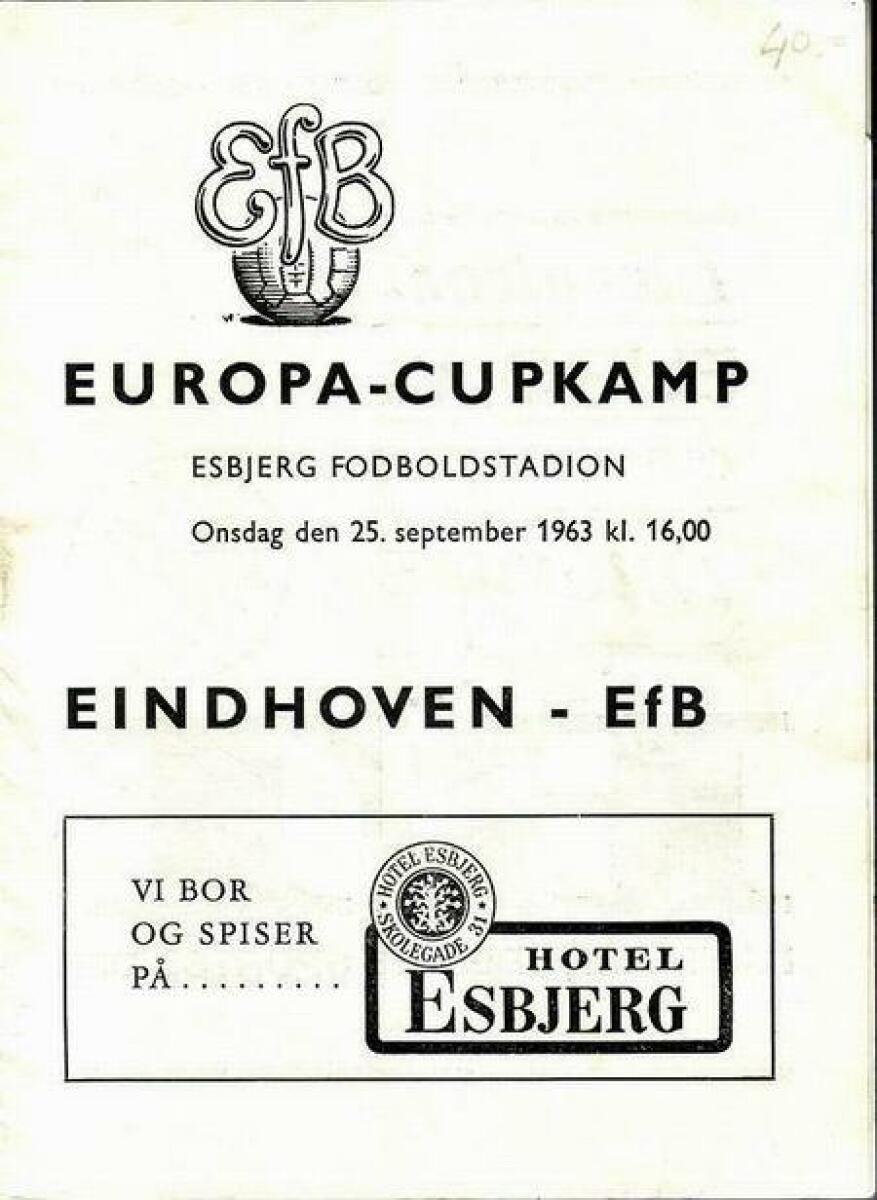 40.-
EfB
EUROPA-CUPKAMP
ESBJERG FODBOLDSTADION
Onsdag den 25. september 1963 kl. 16,00
EINDHOVEN - EfB
VI BOR
OG SPISER
PÅ.........
HOTEL ESBJERG
SKOLEGADE 31
HOTEL
ESBJERG